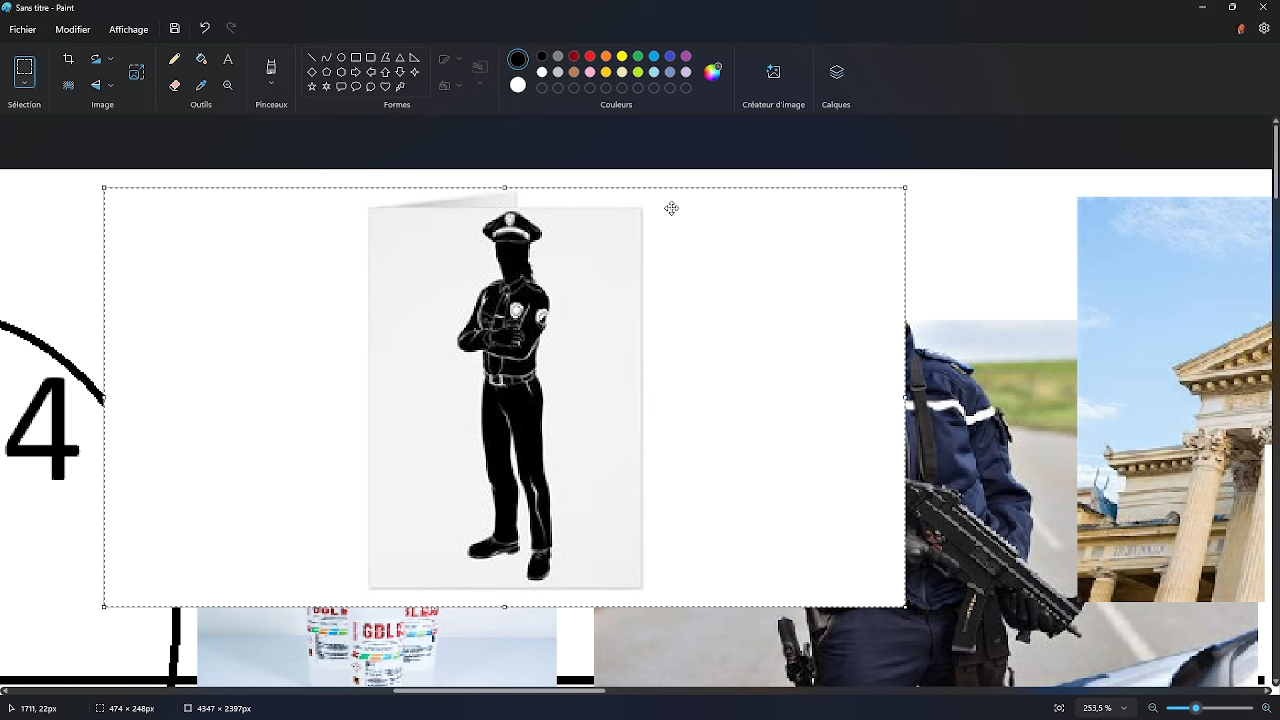 Sans titre - Paint
Fichier Modifier Affichage
Sélection Image Outils Pinceaux Formes Couleurs Créateur d'image Calques
4
1711, 22px 474 × 248px 4347 × 2397px 253,5 %